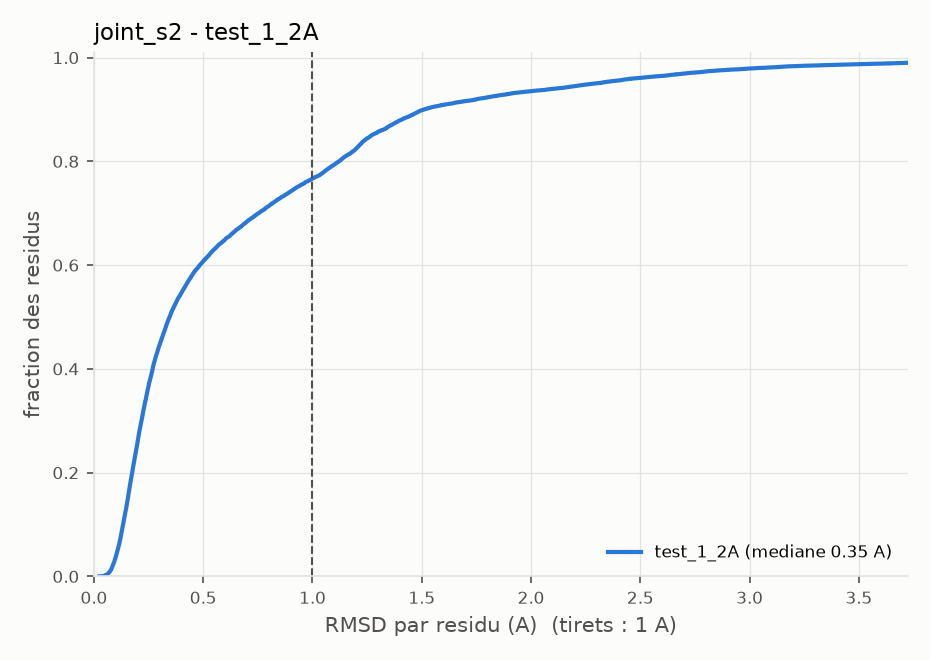 joint_s2 - test_1_2A
1.0
0.8
0.6
0.4
0.2
0.0
fraction des residus
test_1_2A (mediane 0.35 A)
0.0 0.5 1.0 1.5 2.0 2.5 3.0 3.5
RMSD par residu (A) (tirets : 1 A)